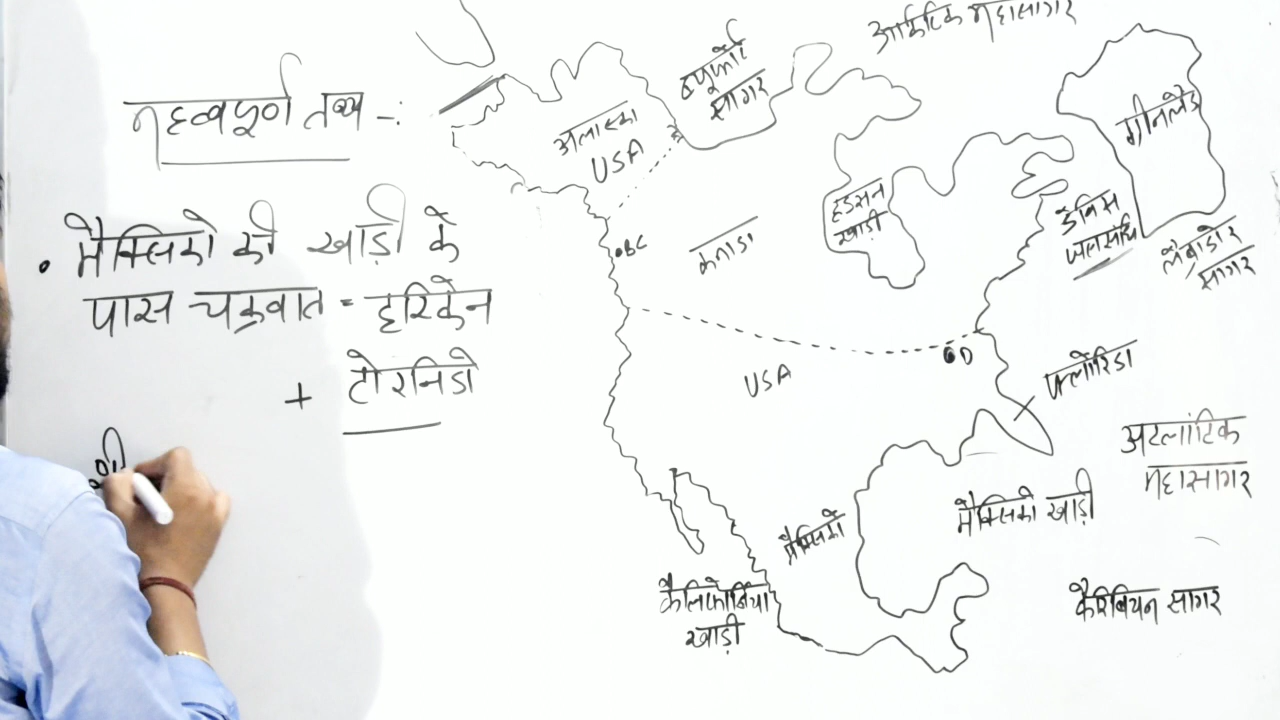 महत्वपूर्ण तथ्य -:
• मैक्सिको की खाड़ी के
पास चक्रवात = हरिकेन
+ टोरनिडो
आर्कटिक महासागर
ब्यूफोर्ट
सागर
अलास्का
USA
ग्रीनलैंड
हडसन
खाड़ी
डेविस
जलसंधि
लैब्राडोर
सागर
BC
कनाडा
D
USA
फ्लोरिडा
अटलांटिक
महासागर
मैक्सिको खाड़ी
मैक्सिको
कैलिफोर्निया
खाड़ी
कैरिबियन सागर